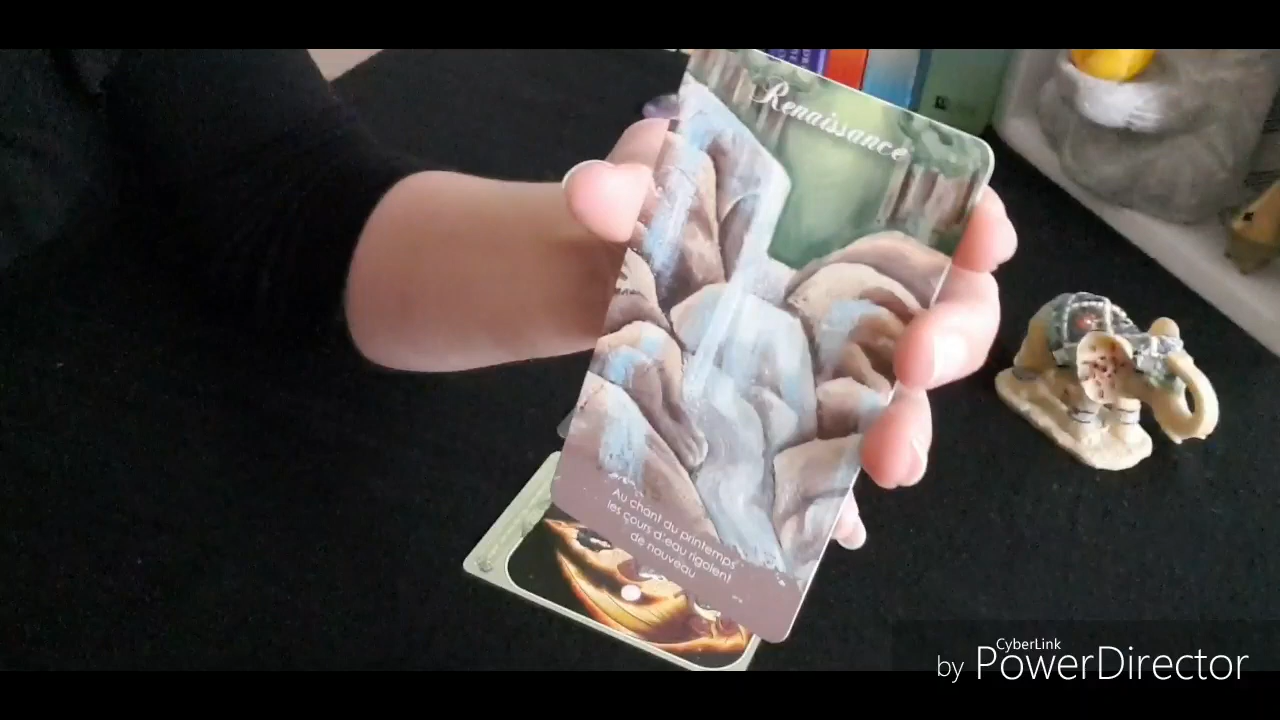 Renaissance
Au chant du printemps
les cours d'eau rigolent
de nouveau
CyberLink
by PowerDirector